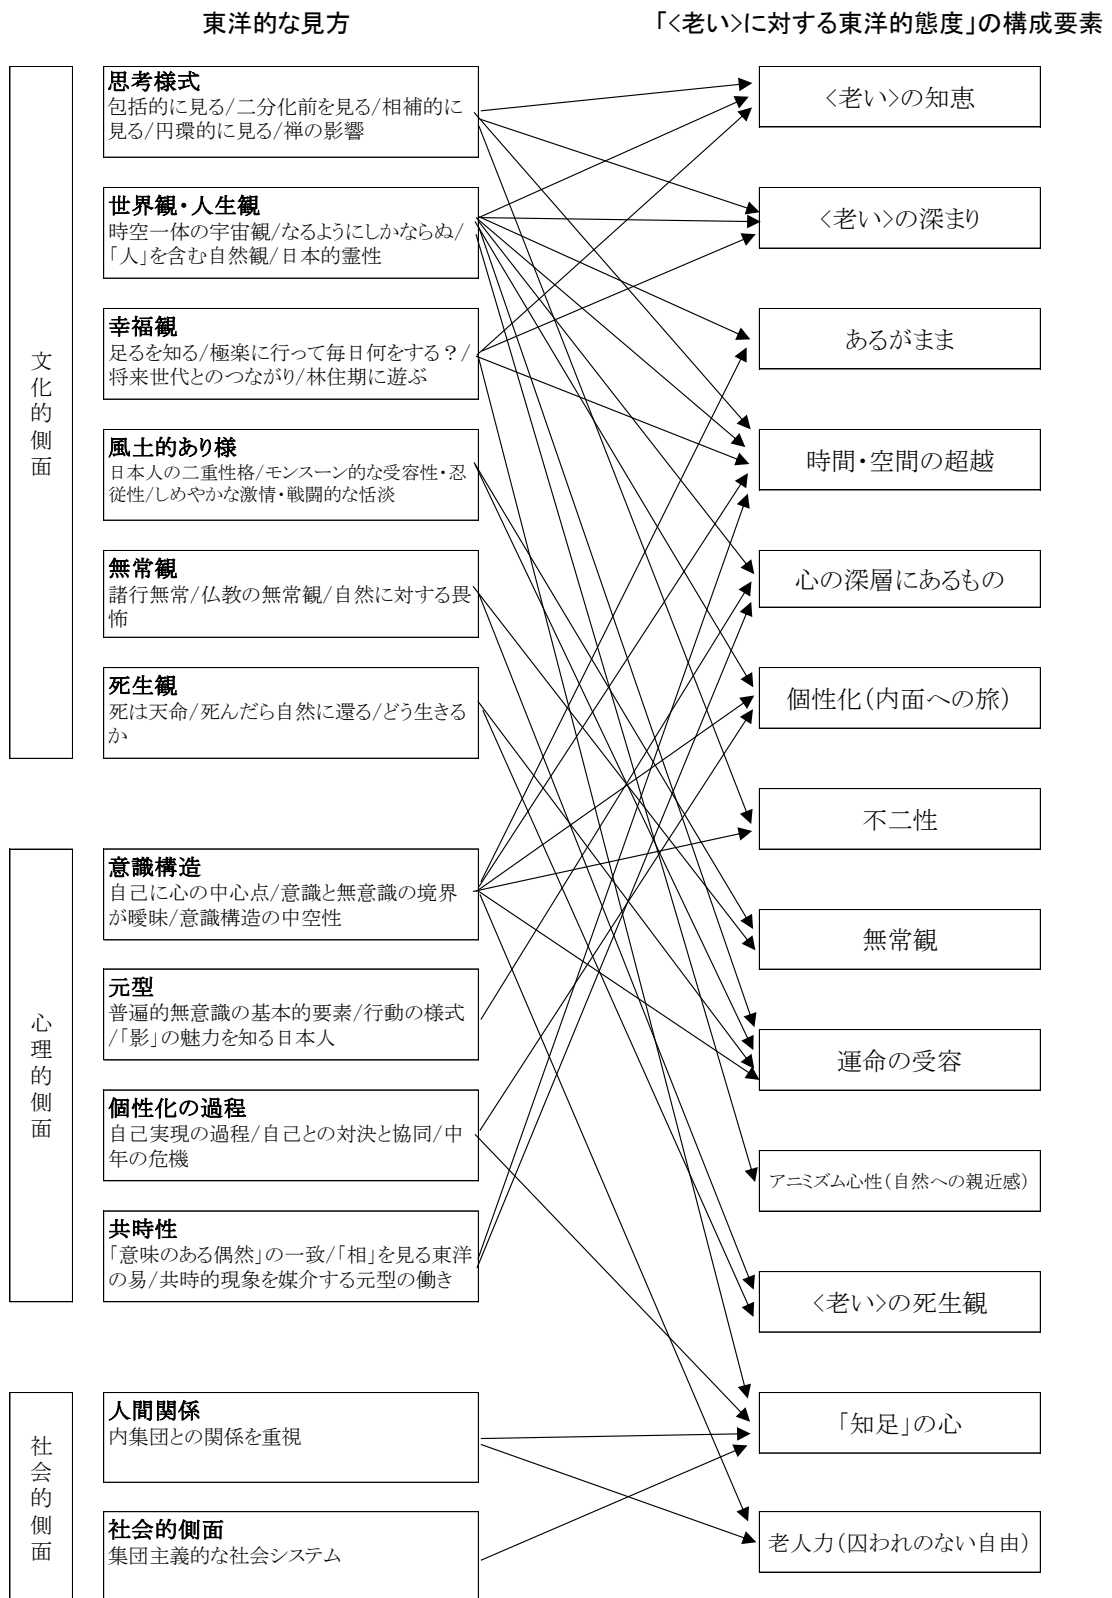 東洋的な見方
「<老い>に対する東洋的態度」の構成要素
文化的側面
思考様式
包括的に見る/二分化前を見る/相補的に
見る/円環的に見る/禅の影響
世界観・人生観
時空一体の宇宙観/なるようにしかならぬ/
「人」を含む自然観/日本的霊性
幸福観
足るを知る/極楽に行って毎日何をする？/
将来世代とのつながり/林住期に遊ぶ
風土的あり様
日本人の二重性格/モンスーン的な受容性・忍
従性/しめやかな激情・戦闘的な恬淡
無常観
諸行無常/仏教の無常観/自然に対する畏
怖
死生観
死は天命/死んだら自然に還る/どう生きる
か
心理的側面
意識構造
自己に心の中心点/意識と無意識の境界
が曖昧/意識構造の中空性
元型
普遍的無意識の基本的要素/行動の様式
/「影」の魅力を知る日本人
個性化の過程
自己実現の過程/自己との対決と協同/中
年の危機
共時性
「意味のある偶然」の一致/「相」を見る東洋
の易/共時的現象を媒介する元型の働き
社会的側面
人間関係
内集団との関係を重視
社会的側面
集団主義的な社会システム
<老い>の知恵
<老い>の深まり
あるがまま
時間・空間の超越
心の深層にあるもの
個性化(内面への旅)
不二性
無常観
運命の受容
アニミズム心性(自然への親近感)
<老い>の死生観
「知足」の心
老人力(囚われのない自由)